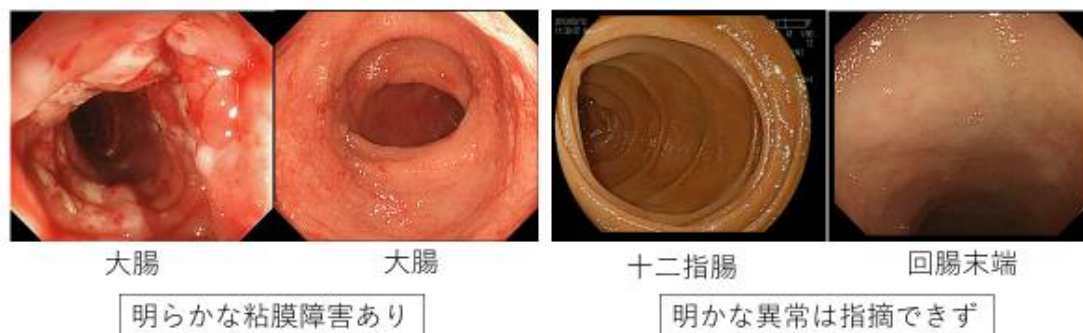 大腸
大腸
十二指腸
回腸末端
明らかな粘膜障害あり
明かな異常は指摘できず